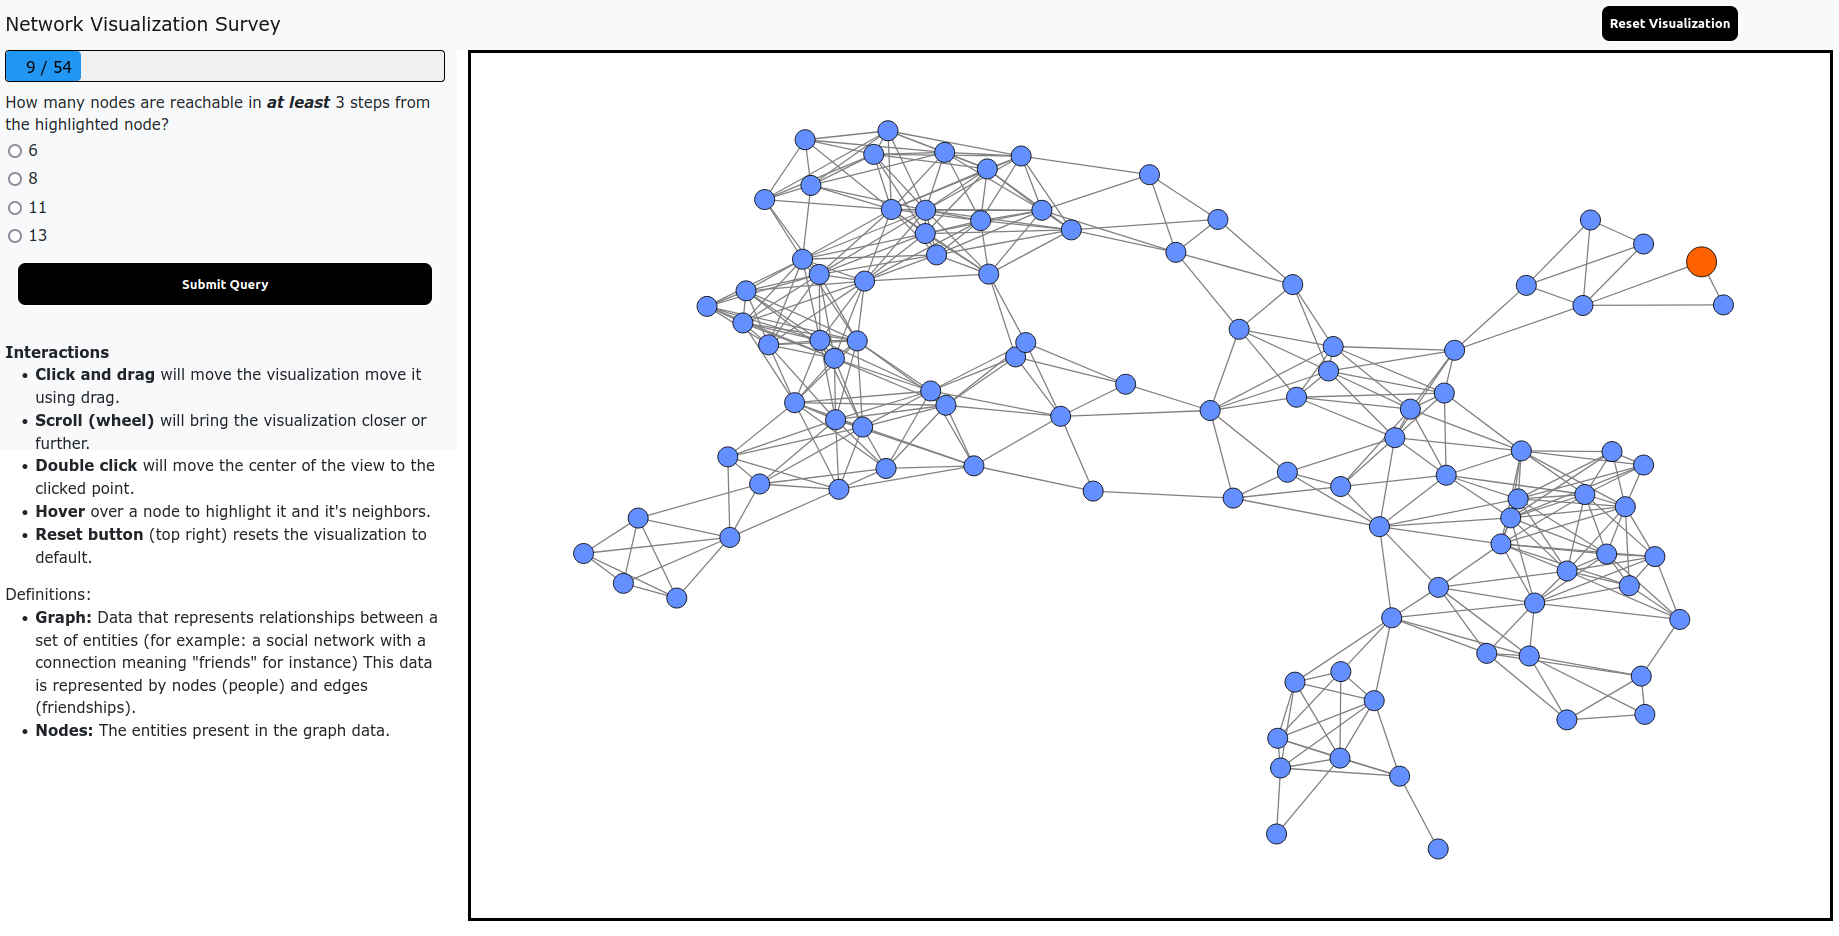 Network Visualization Survey
Reset Visualization
9 / 54
How many nodes are reachable in at least 3 steps from
the highlighted node?
6
8
11
13
Submit Query
Interactions
• Click and drag will move the visualization move it
using drag.
• Scroll (wheel) will bring the visualization closer or
further.
• Double click will move the center of the view to the
clicked point.
• Hover over a node to highlight it and it's neighbors.
• Reset button (top right) resets the visualization to
default.
Definitions:
• Graph: Data that represents relationships between a
set of entities (for example: a social network with a
connection meaning "friends" for instance) This data
is represented by nodes (people) and edges
(friendships).
• Nodes: The entities present in the graph data.